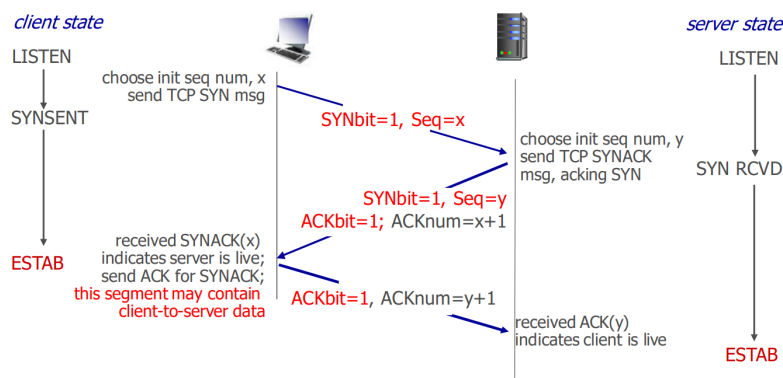 client state
server state
LISTEN
LISTEN
choose init seq num, x
send TCP SYN msg
SYNSENT
SYNbit=1, Seq=x
choose init seq num, y
send TCP SYNACK
msg, acking SYN
SYN RCVD
SYNbit=1, Seq=y
ACKbit=1; ACKnum=x+1
received SYNACK(x)
indicates server is live;
send ACK for SYNACK;
this segment may contain
client-to-server data
ESTAB
ACKbit=1, ACKnum=y+1
received ACK(y)
indicates client is live
ESTAB